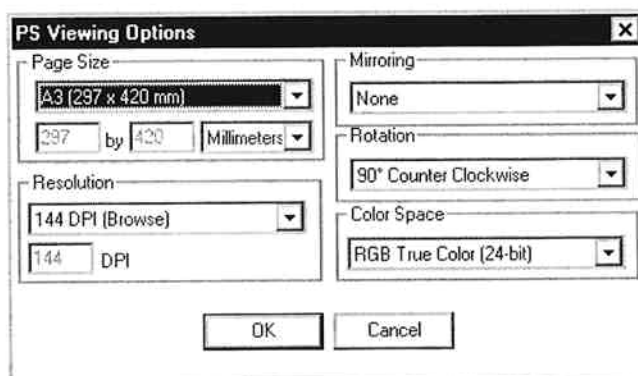 PS Viewing Options
Page Size
A3 (297 x 420 mm)
297 by 420 Millimeters
Resolution
144 DPI (Browse)
144 DPI
Mirroring
None
Rotation
90° Counter Clockwise
Color Space
RGB True Color (24-bit)
OK Cancel